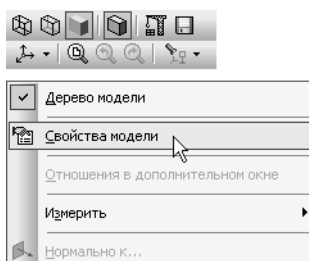 Дерево модели
Свойства модели
Отношения в дополнительном окне
Измерить
Нормально к...